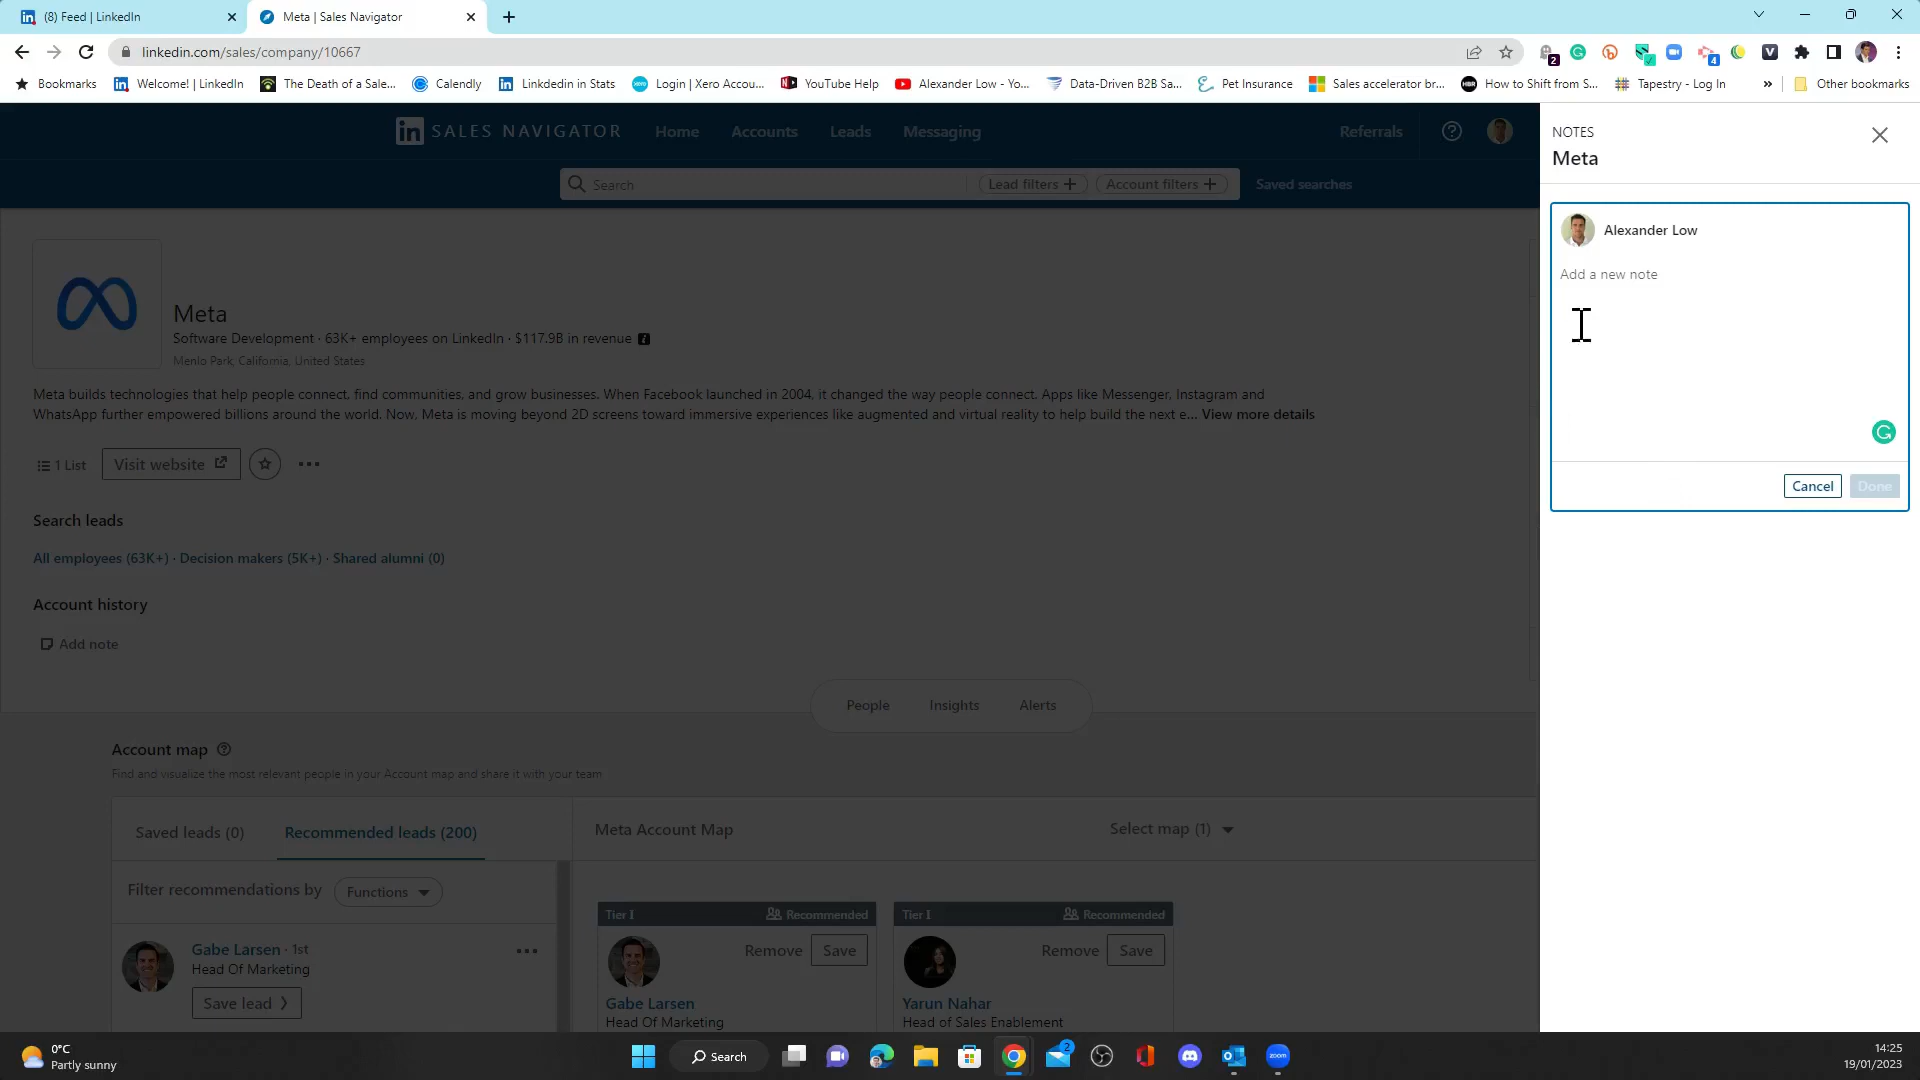 (8) Feed | LinkedIn
Meta | Sales Navigator
linkedin.com/sales/company/10667
2
4
Bookmarks
Welcome! | LinkedIn
The Death of a Sale...
Calendly
Linkdedin in Stats
Login | Xero Accou...
YouTube Help
Alexander Low - Yo...
Data-Driven B2B Sa...
Pet Insurance
Sales accelerator br...
How to Shift from S...
Tapestry - Log In
»
Other bookmarks
in SALES NAVIGATOR
Home
Accounts
Leads
Messaging
Referrals
Search
Lead filters +
Account filters +
Saved searches
Meta
Software Development · 63K+ employees on LinkedIn · $117.9B in revenue
Menlo Park, California, United States
Meta builds technologies that help people connect, find communities, and grow businesses. When Facebook launched in 2004, it changed the way people connect. Apps like Messenger, Instagram and
WhatsApp further empowered billions around the world. Now, Meta is moving beyond 2D screens toward immersive experiences like augmented and virtual reality to help build the next e... View more details
1 List
Visit website
Search leads
All employees (63K+) · Decision makers (5K+) · Shared alumni (0)
Account history
Add note
People
Insights
Alerts
Account map
Find and visualize the most relevant people in your Account map and share it with your team
Saved leads (0)
Recommended leads (200)
Meta Account Map
Select map (1)
Filter recommendations by
Functions
Gabe Larsen · 1st
Head Of Marketing
Save lead
Tier I
Recommended
Remove
Save
Gabe Larsen
Head Of Marketing
Tier I
Recommended
Remove
Save
Yarun Nahar
Head of Sales Enablement
NOTES
Meta
Alexander Low
Add a new note
Cancel
Done
0°C
Partly sunny
Search
2
zoom
14:25
19/01/2023